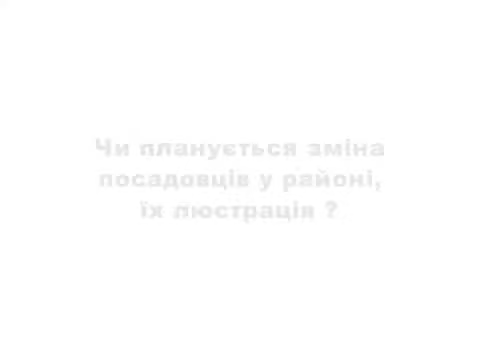 Чи планується зміна
посадовців у районі,
їх люстрація ?